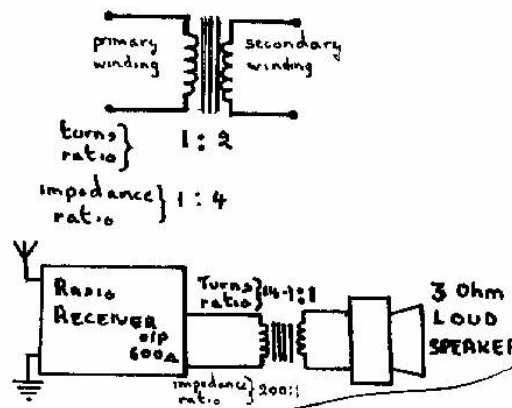 primary
winding
secondary
winding
turns
ratio } 1 : 2
impedance
ratio } 1 : 4
RADIO
RECEIVER
o/p
600Ω
Turns
ratio } 14·1:1
impedance
ratio } 200:1
3 Ohm
LOUD
SPEAKER